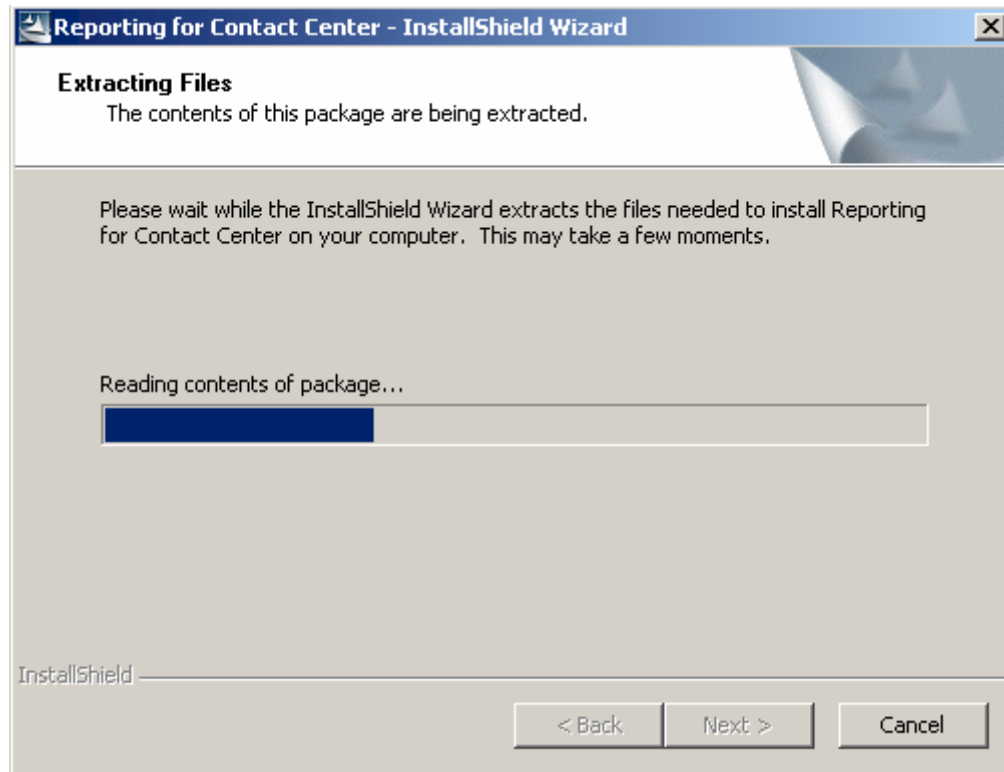 Reporting for Contact Center - InstallShield Wizard
Extracting Files
The contents of this package are being extracted.
Please wait while the InstallShield Wizard extracts the files needed to install Reporting
for Contact Center on your computer.  This may take a few moments.
Reading contents of package...
InstallShield
< Back
Next >
Cancel